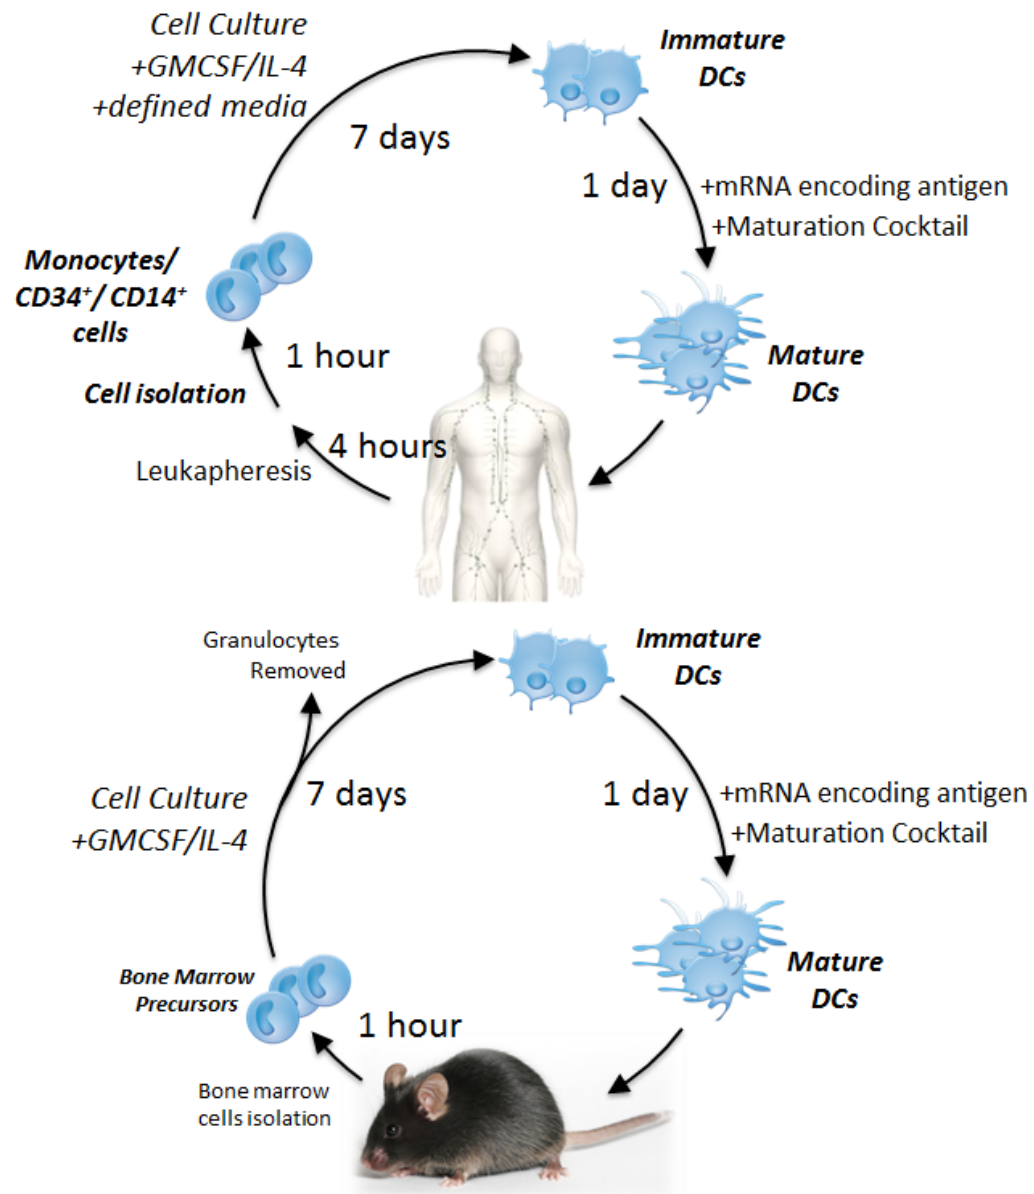 Cell Culture
+GMCSF/IL-4
+defined media
7 days
Immature
DCs
1 day
+mRNA encoding antigen
+Maturation Cocktail
Monocytes/
CD34⁺/ CD14⁺
cells
1 hour
Cell isolation
4 hours
Leukapheresis
Mature
DCs
Granulocytes
Removed
Immature
DCs
Cell Culture
+GMCSF/IL-4
7 days
1 day
+mRNA encoding antigen
+Maturation Cocktail
Bone Marrow
Precursors
1 hour
Mature
DCs
Bone marrow
cells isolation